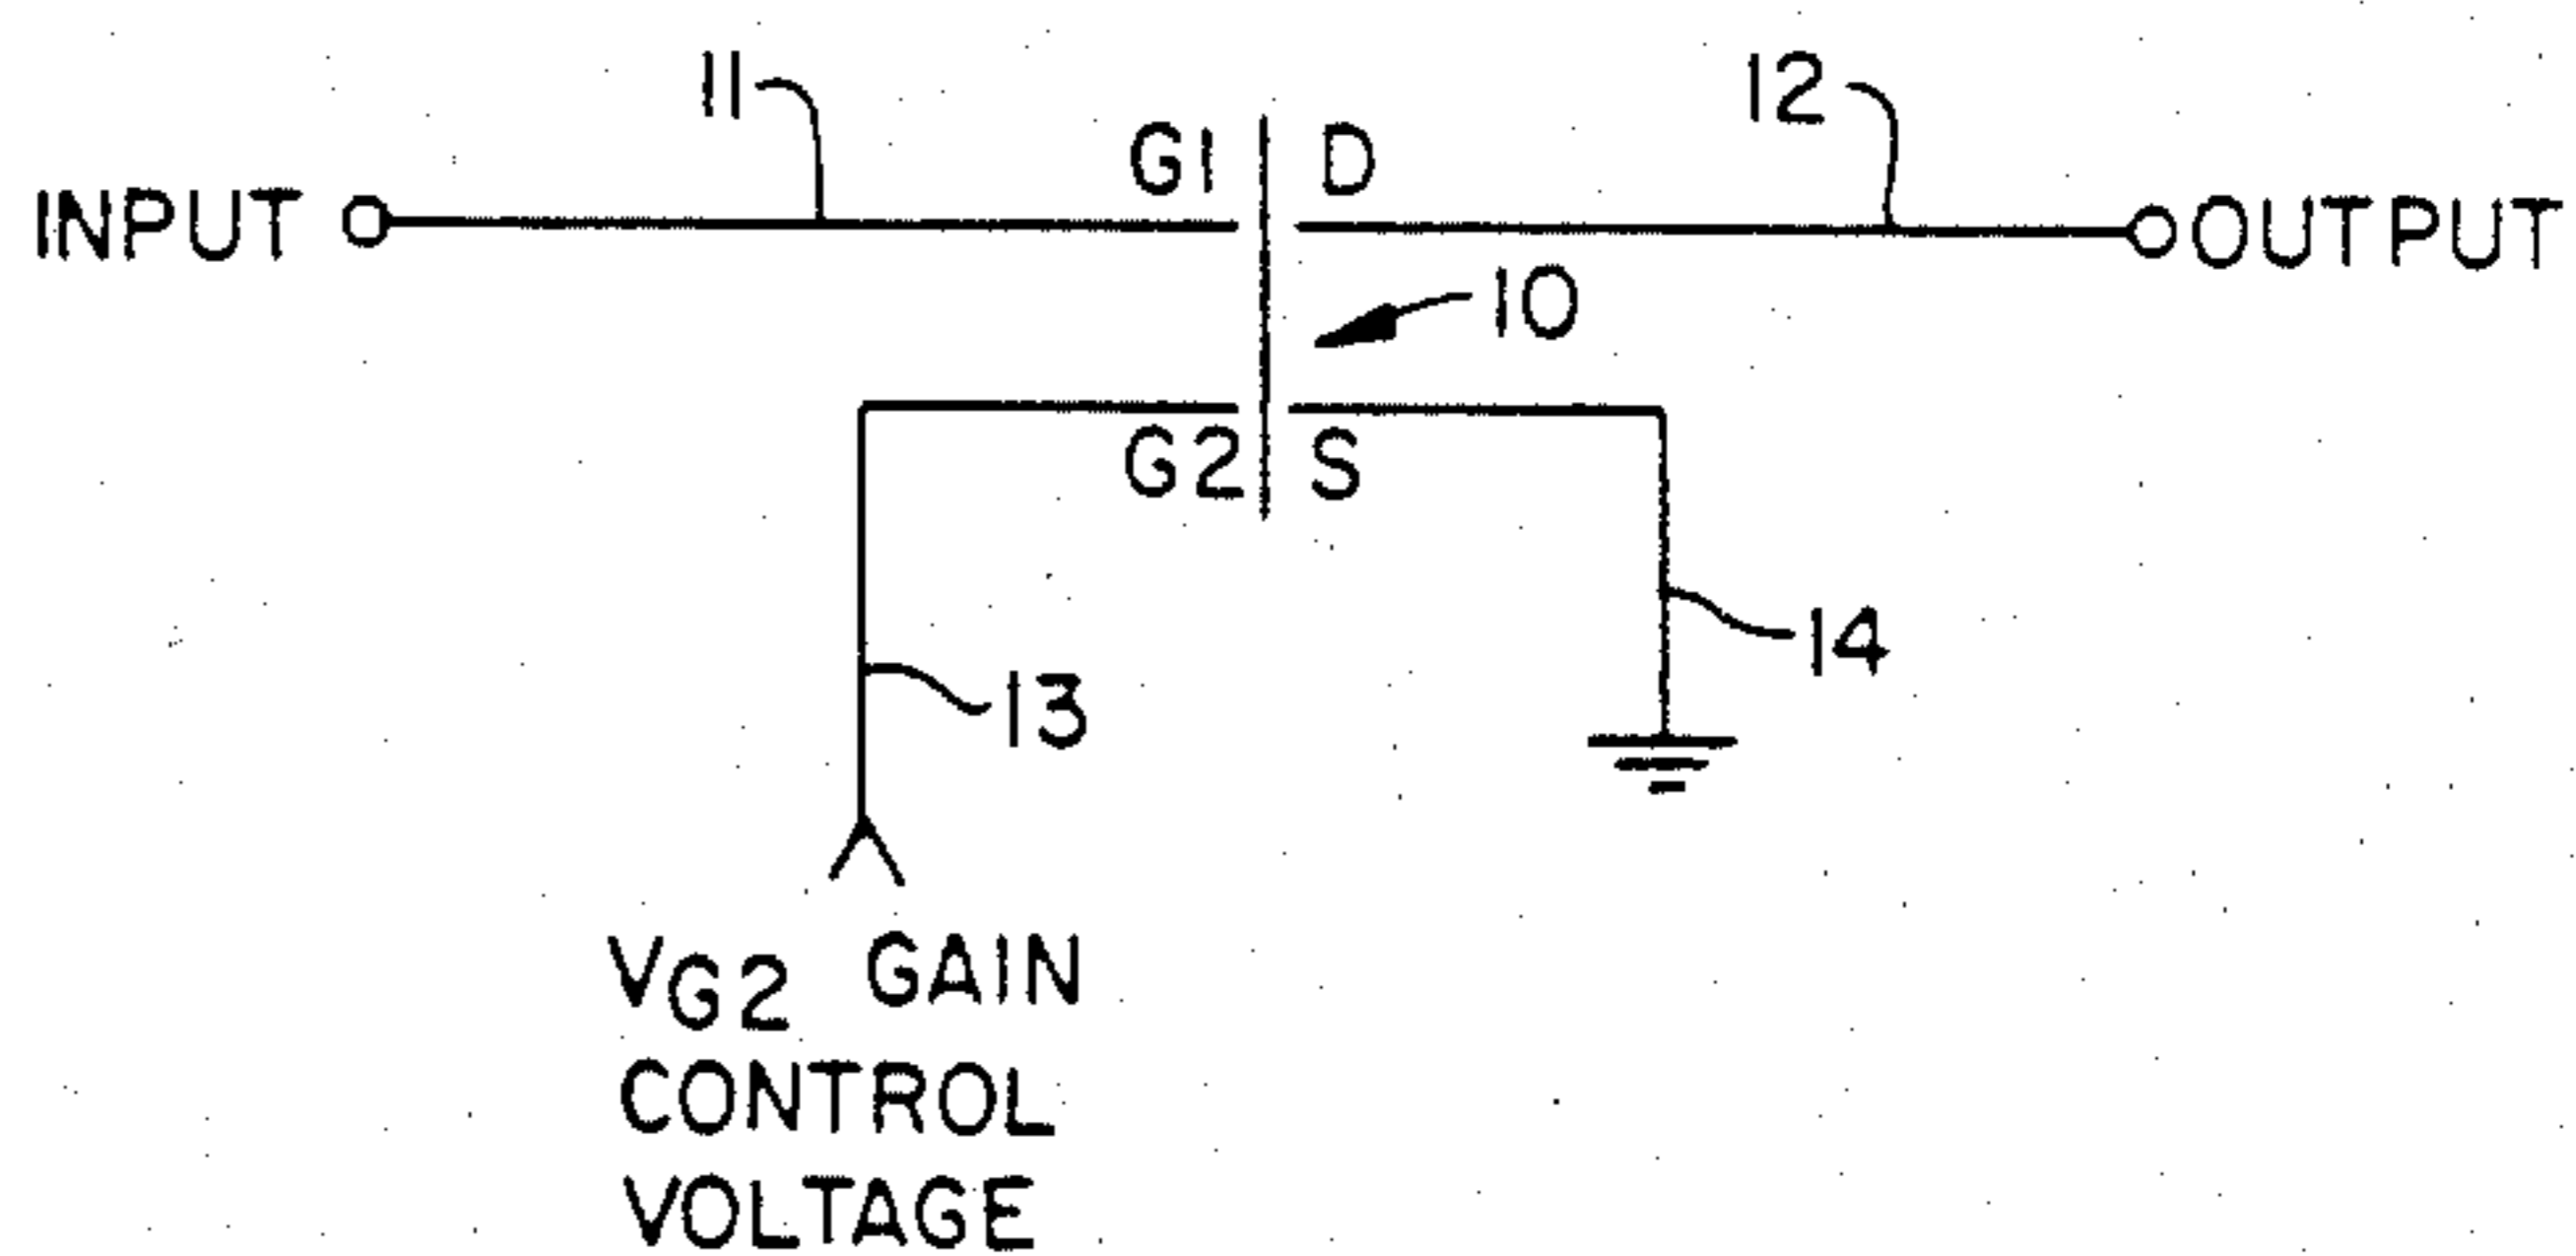 11
12
G1
D
INPUT
OUTPUT
10
G2
S
14
13
VG2 GAIN
CONTROL
VOLTAGE